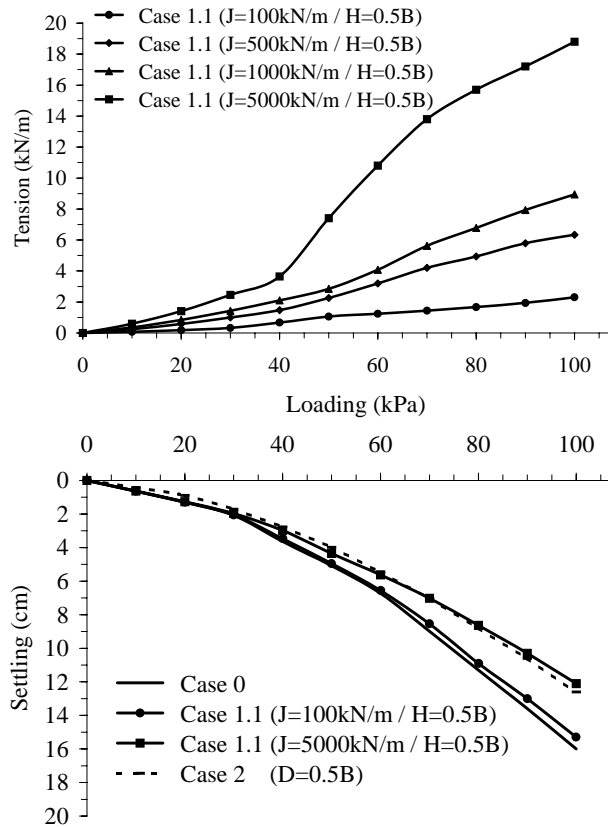 20
18
16
14
12
10
8
6
4
2
0
Tension (kN/m)
Case 1.1 (J=100kN/m / H=0.5B)
Case 1.1 (J=500kN/m / H=0.5B)
Case 1.1 (J=1000kN/m / H=0.5B)
Case 1.1 (J=5000kN/m / H=0.5B)
0 20 40 60 80 100
Loading (kPa)
0 20 40 60 80 100
0
2
4
6
8
10
12
14
16
18
20
Settling (cm)
Case 0
Case 1.1 (J=100kN/m / H=0.5B)
Case 1.1 (J=5000kN/m / H=0.5B)
Case 2 (D=0.5B)